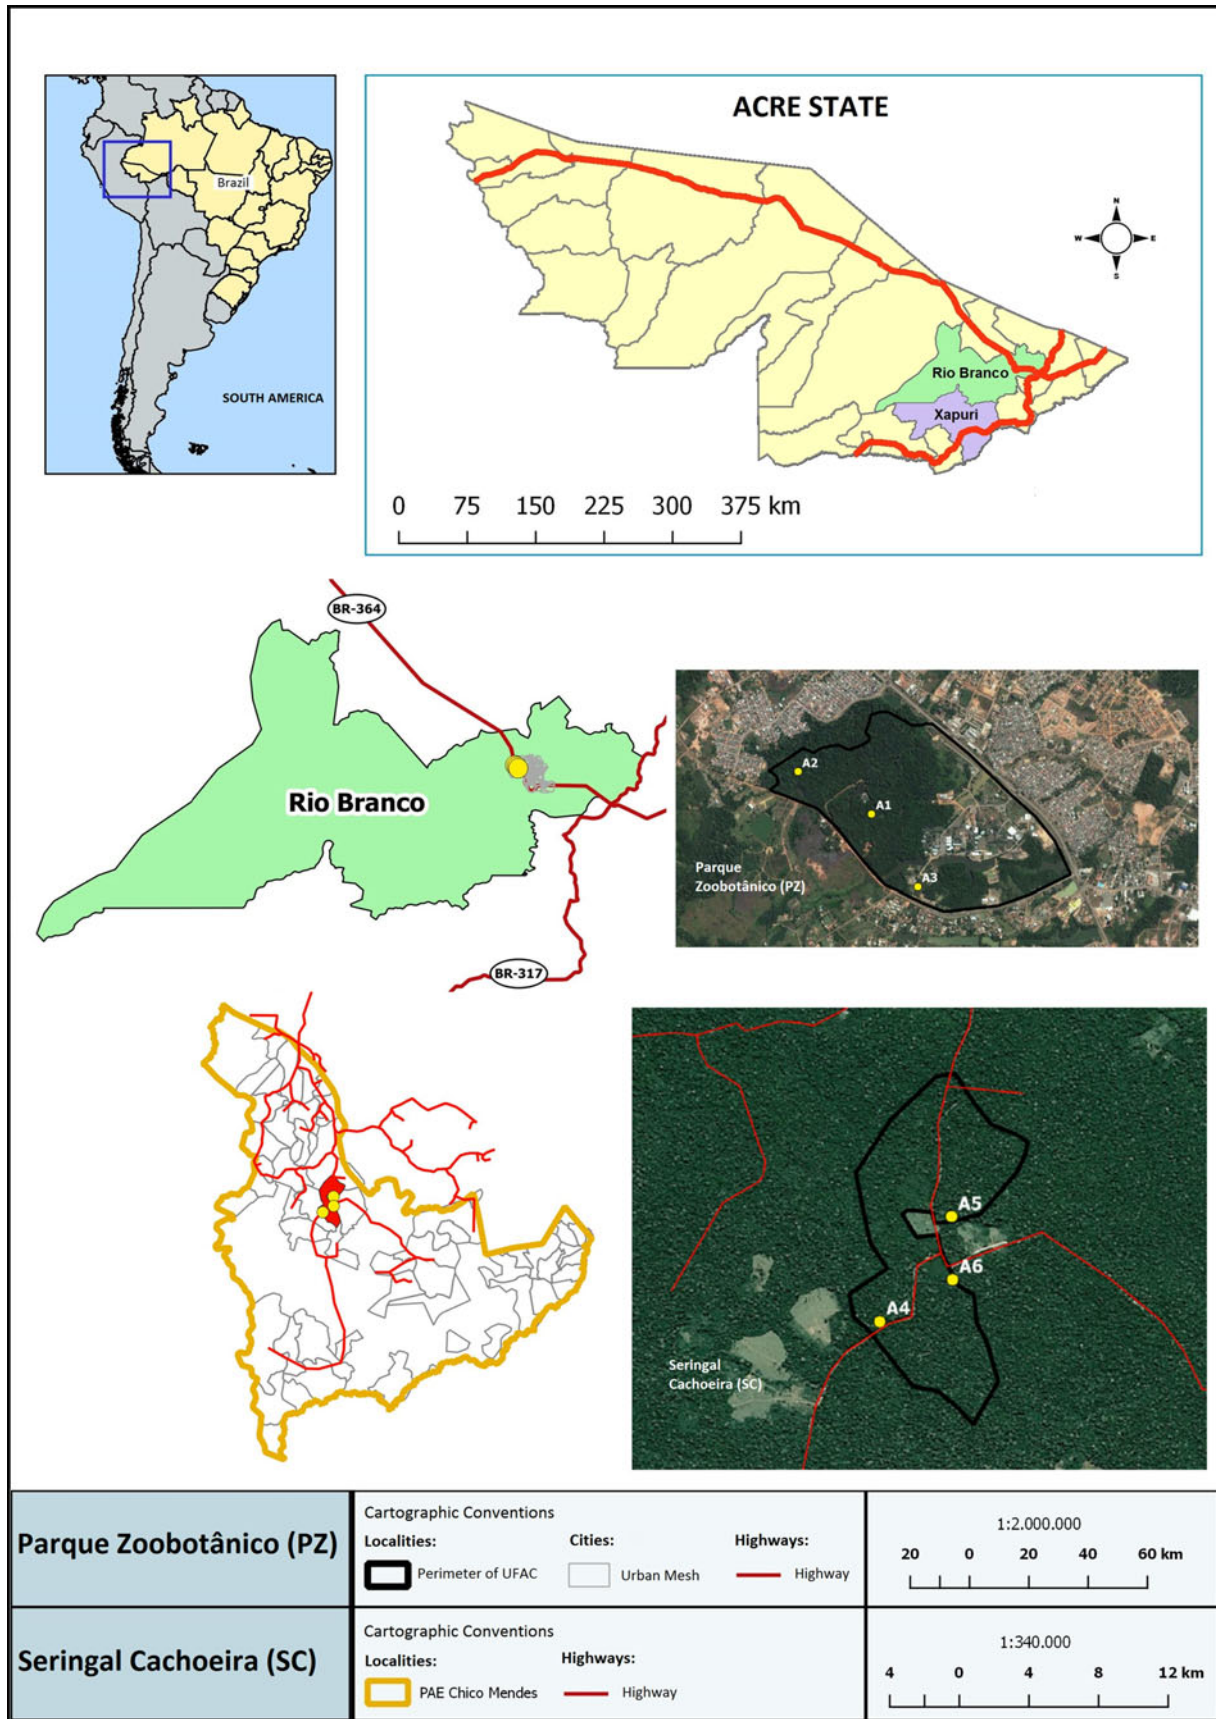 Brazil
SOUTH AMERICA
ACRE STATE
N
W E
S
Rio Branco
Xapuri
0 75 150 225 300 375 km
BR-364
Rio Branco
BR-317
A2
A1
A3
Parque
Zoobotânico (PZ)
A5
A6
A4
Seringal
Cachoeira (SC)
Parque Zoobotânico (PZ)
Cartographic Conventions
Localities: Cities: Highways:
Perimeter of UFAC Urban Mesh Highway
1:2.000.000
20 0 20 40 60 km
Seringal Cachoeira (SC)
Cartographic Conventions
Localities: Highways:
PAE Chico Mendes Highway
1:340.000
4 0 4 8 12 km